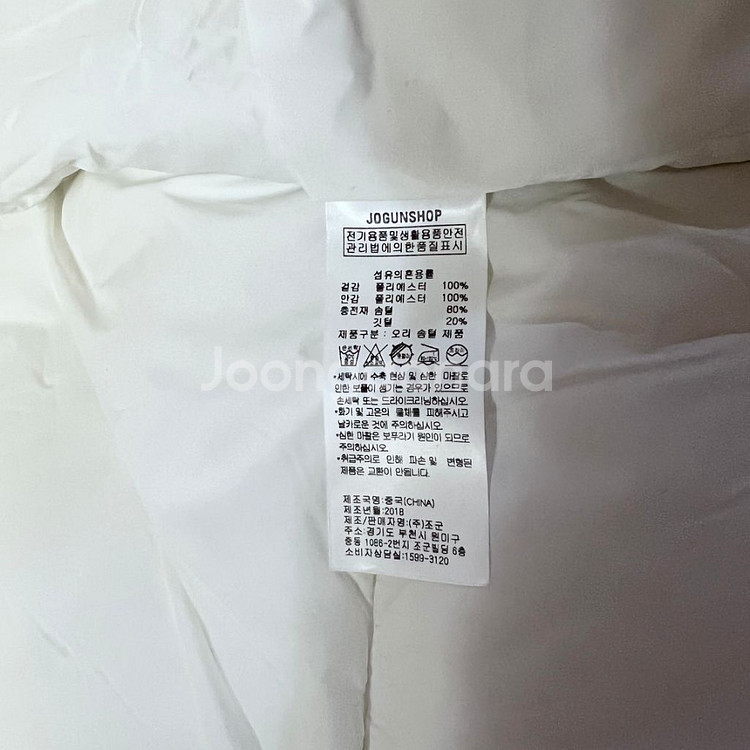 JOGUNSHOP
전기용품및생활용품안전
관리법에의한품질표시
섬유의혼용률
겉감 폴리에스터 100%
안감 폴리에스터 100%
충전재 솜털 80%
깃털 20%
제품구분 : 오리 솜털 제품
•세탁시에 수축 현상 및 심한 마찰로
인한 보풀이 생기는 경우가 있으므로
손세탁 또는 드라이크리닝하십시오.
•화기 및 고온의 물체를 피해주시고
날카로운 것에 주의하십시오.
•심한 마찰은 보푸라기 원인이 되므로
주의하십시오.
•취급주의로 인해 파손 및 변형된
제품은 교환이 안됩니다.
제조국명:중국(CHINA)
제조년월:2018
제조/판매자명:(주)조군
주소:경기도 부천시 원미구
중동 1086-2번지 조군빌딩 6층
소비자상담실:1599-3120